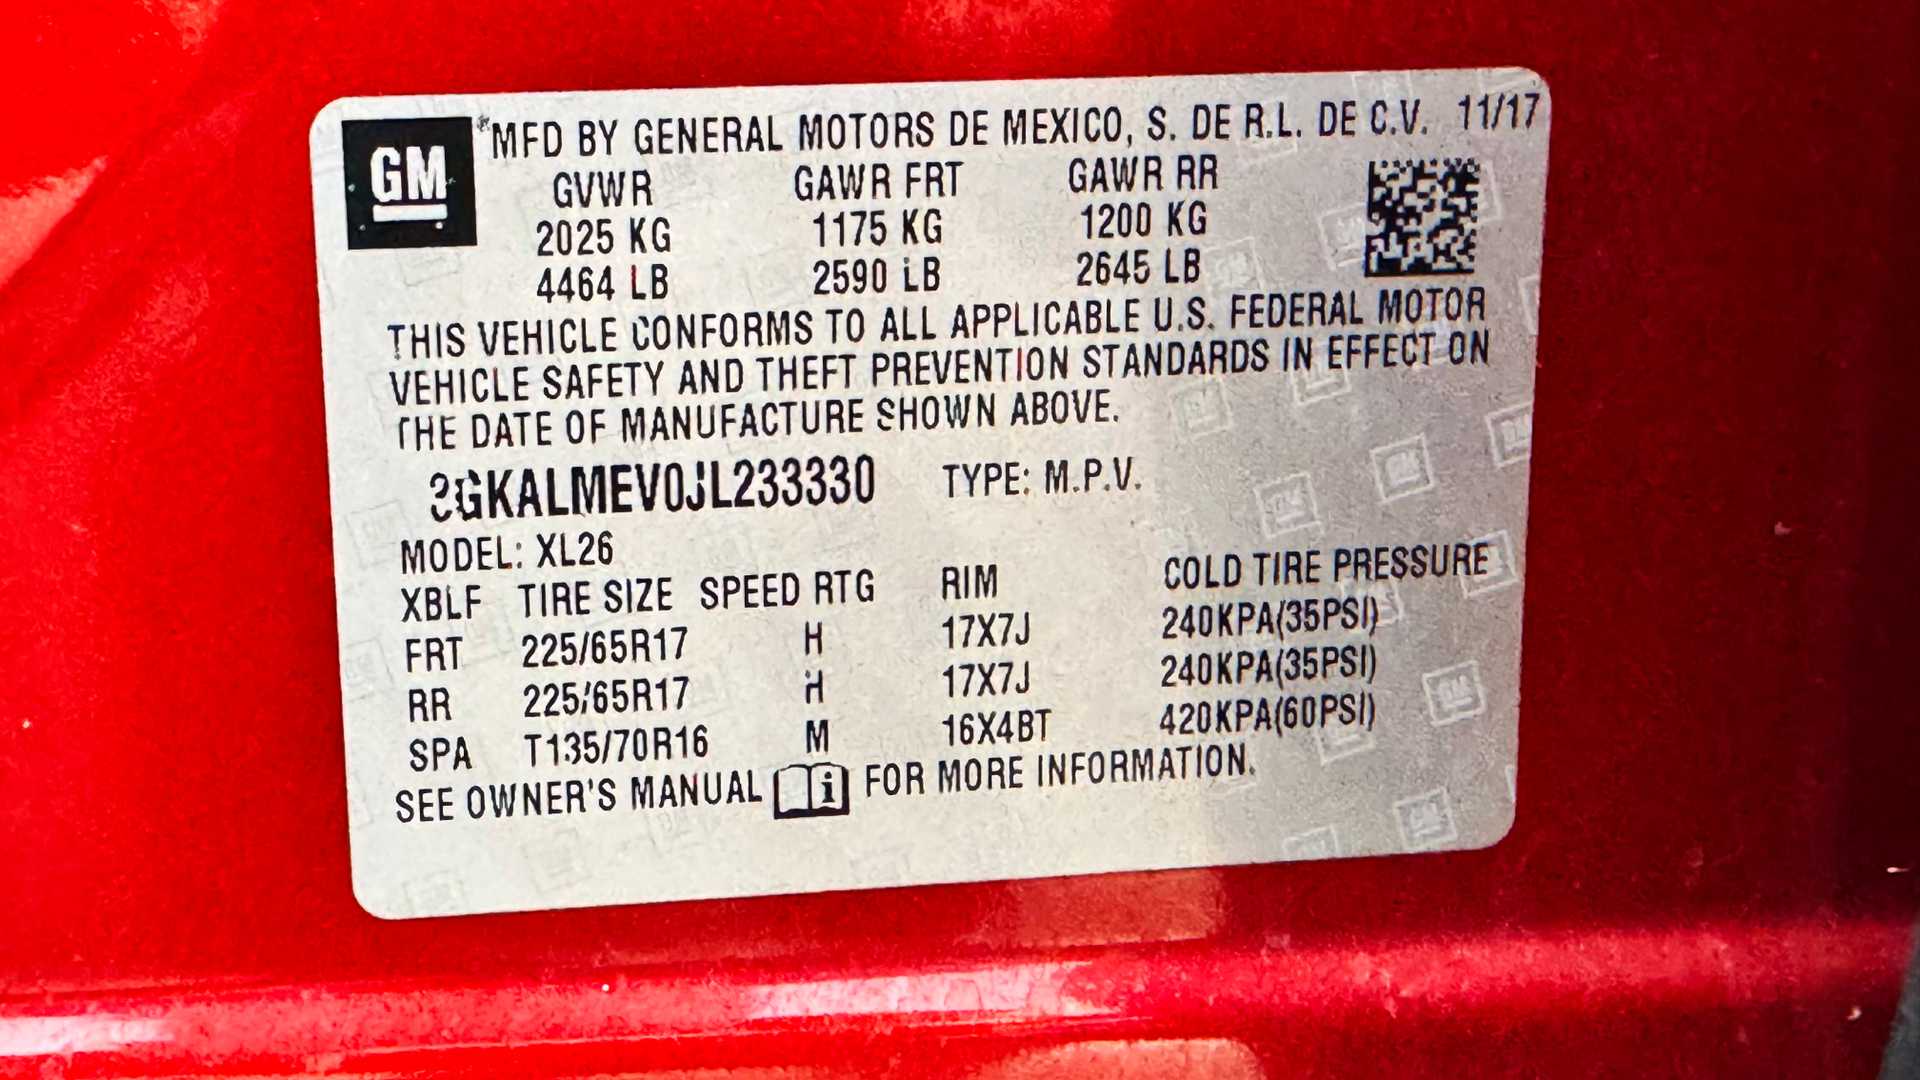 GM
MFD BY GENERAL MOTORS DE MEXICO, S. DE R.L. DE C.V. 11/17
GVWR GAWR FRT GAWR RR
2025 KG 1175 KG 1200 KG
4464 LB 2590 LB 2645 LB
THIS VEHICLE CONFORMS TO ALL APPLICABLE U.S. FEDERAL MOTOR
VEHICLE SAFETY AND THEFT PREVENTION STANDARDS IN EFFECT ON
THE DATE OF MANUFACTURE SHOWN ABOVE.
3GKALMEV0JL233330 TYPE: M.P.V.
MODEL: XL26
XBLF TIRE SIZE SPEED RTG RIM COLD TIRE PRESSURE
FRT 225/65R17 H 17X7J 240KPA(35PSI)
RR 225/65R17 H 17X7J 240KPA(35PSI)
SPA T135/70R16 M 16X4BT 420KPA(60PSI)
SEE OWNER'S MANUAL i FOR MORE INFORMATION.